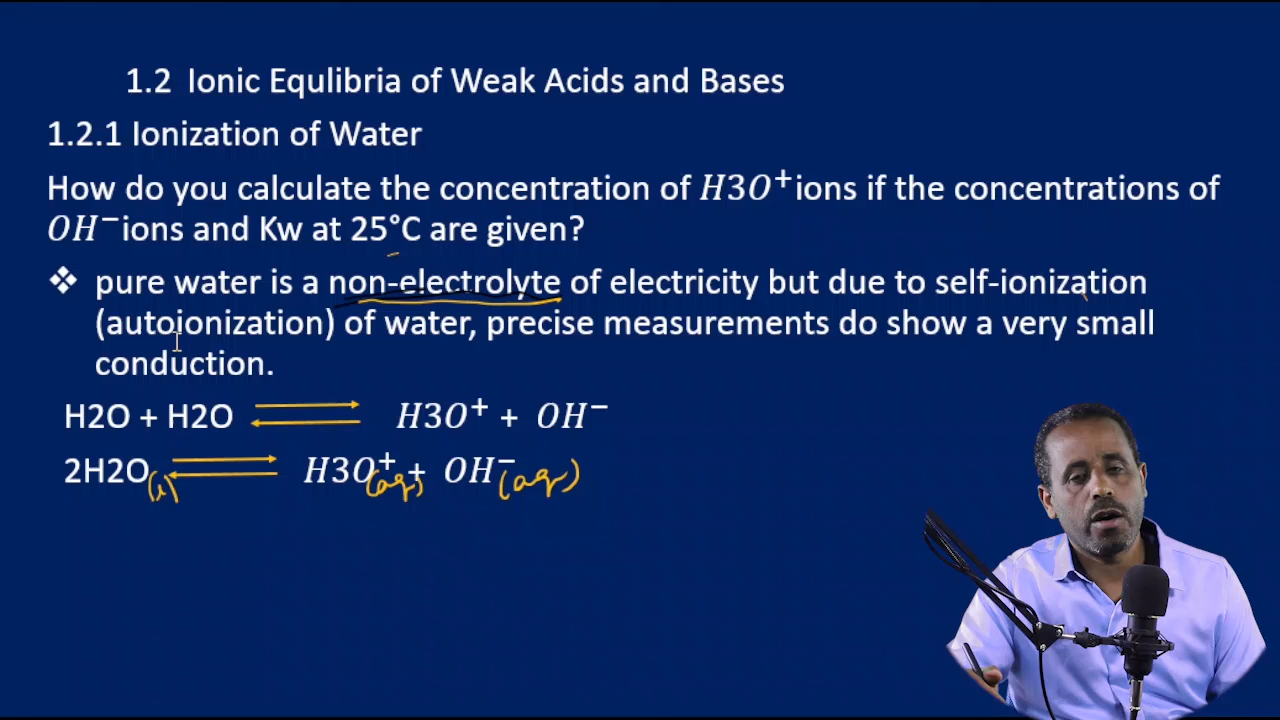 1.2 Ionic Equlibria of Weak Acids and Bases
1.2.1 Ionization of Water
How do you calculate the concentration of H3O⁺ ions if the concentrations of
OH⁻ ions and Kw at 25°C are given?
❖ pure water is a non-electrolyte of electricity but due to self-ionization
(autoionization) of water, precise measurements do show a very small
conduction.
H2O + H2O ⇌ H3O⁺ + OH⁻
2H2O(l) ⇌ H3O⁺(aq) + OH⁻(aq)